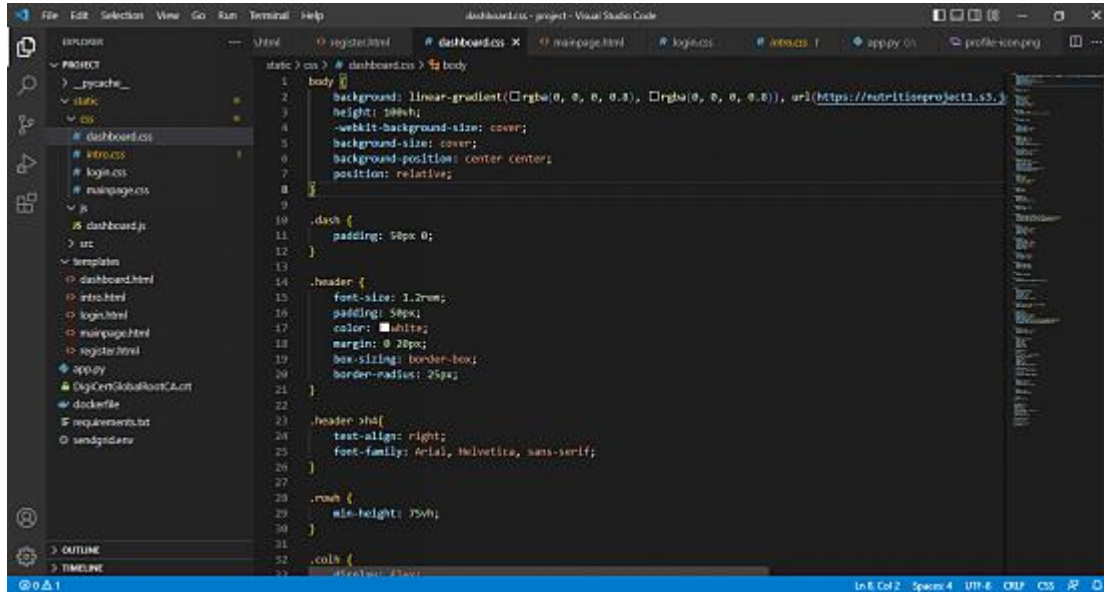 File Edit Selection View Go Run Terminal Help
dashboard.css - project - Visual Studio Code
EXPLORER
register.html
# dashboard.css ×
mainpage.html
# login.css
# intro.css 1
app.py
profile-icon.png
PROJECT
static > css > # dashboard.css > body
> __pycache__
static
css
# dashboard.css
# intro.css 1
# login.css
# mainpage.css
js
JS dashboard.js
> src
templates
<> dashboard.html
<> intro.html
<> login.html
<> mainpage.html
<> register.html
app.py
DigiCertGlobalRootCA.crt
dockerfile
requirements.txt
sendgrid.env
> OUTLINE
> TIMELINE
1 body {
2 background: linear-gradient(rgba(0, 0, 0, 0.8), rgba(0, 0, 0, 0.8)), url(https://nutritionproject1.s3.j
3 height: 100vh;
4 -webkit-background-size: cover;
5 background-size: cover;
6 background-position: center center;
7 position: relative;
8 }
9
10 .dash {
11 padding: 50px 0;
12 }
13
14 .header {
15 font-size: 1.2rem;
16 padding: 50px;
17 color: white;
18 margin: 0 20px;
19 box-sizing: border-box;
20 border-radius: 25px;
21 }
22
23 .header >h4{
24 text-align: right;
25 font-family: Arial, Helvetica, sans-serif;
26 }
27
28 .rowh {
29 min-height: 75vh;
30 }
31
32 .colh {
33 display: flex;
0 1
Ln 8, Col 2 Spaces: 4 UTF-8 CRLF CSS